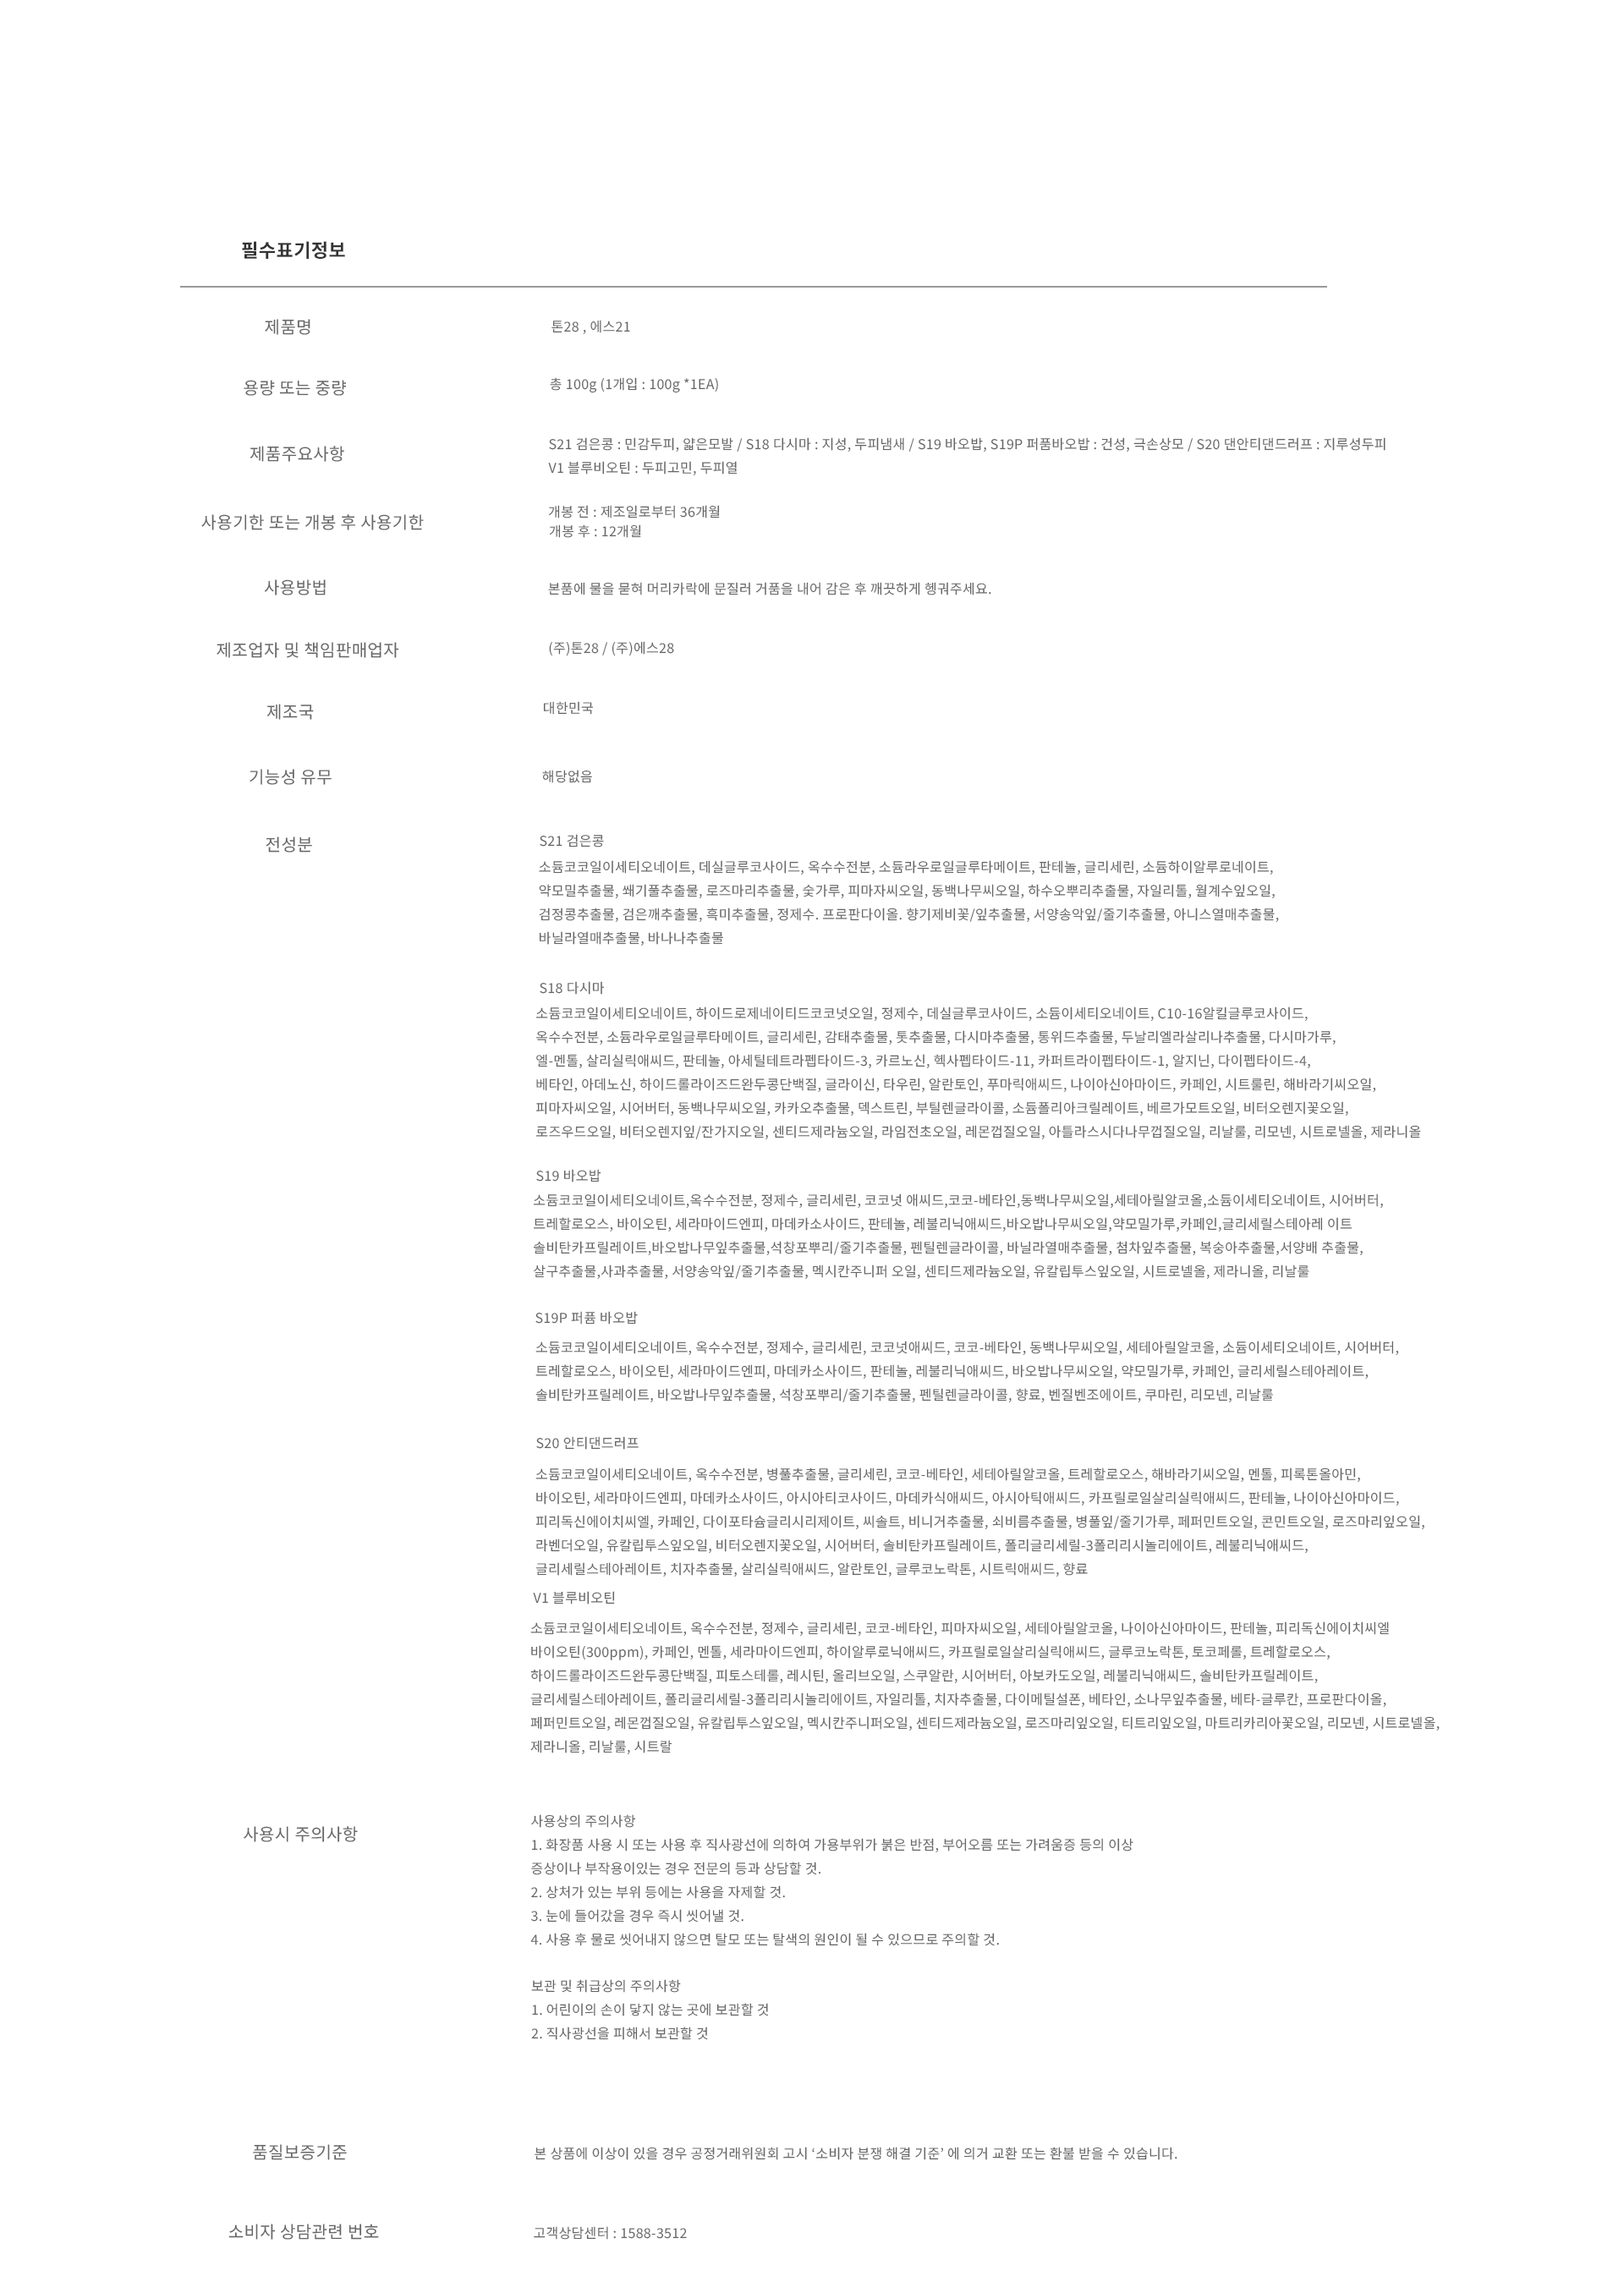 필수표기정보
제품명
톤28 , 에스21
용량 또는 중량
총 100g (1개입 : 100g *1EA)
제품주요사항
S21 검은콩 : 민감두피, 얇은모발 / S18 다시마 : 지성, 두피냄새 / S19 바오밥, S19P 퍼품바오밥 : 건성, 극손상모 / S20 댄안티댄드러프 : 지루성두피
V1 블루비오틴 : 두피고민, 두피열
사용기한 또는 개봉 후 사용기한
개봉 전 : 제조일로부터 36개월
개봉 후 : 12개월
사용방법
본품에 물을 묻혀 머리카락에 문질러 거품을 내어 감은 후 깨끗하게 헹궈주세요.
제조업자 및 책임판매업자
(주)톤28 / (주)에스28
제조국
대한민국
기능성 유무
해당없음
전성분
S21 검은콩
소듐코코일이세티오네이트, 데실글루코사이드, 옥수수전분, 소듐라우로일글루타메이트, 판테놀, 글리세린, 소듐하이알루로네이트,
약모밀추출물, 쐐기풀추출물, 로즈마리추출물, 숯가루, 피마자씨오일, 동백나무씨오일, 하수오뿌리추출물, 자일리톨, 월계수잎오일,
검정콩추출물, 검은깨추출물, 흑미추출물, 정제수. 프로판다이올. 향기제비꽃/잎추출물, 서양송악잎/줄기추출물, 아니스열매추출물,
바닐라열매추출물, 바나나추출물
S18 다시마
소듐코코일이세티오네이트, 하이드로제네이티드코코넛오일, 정제수, 데실글루코사이드, 소듐이세티오네이트, C10-16알킬글루코사이드,
옥수수전분, 소듐라우로일글루타메이트, 글리세린, 감태추출물, 톳추출물, 다시마추출물, 통위드추출물, 두날리엘라살리나추출물, 다시마가루,
엘-멘톨, 살리실릭애씨드, 판테놀, 아세틸테트라펩타이드-3, 카르노신, 헥사펩타이드-11, 카퍼트라이펩타이드-1, 알지닌, 다이펩타이드-4,
베타인, 아데노신, 하이드롤라이즈드완두콩단백질, 글라이신, 타우린, 알란토인, 푸마릭애씨드, 나이아신아마이드, 카페인, 시트룰린, 해바라기씨오일,
피마자씨오일, 시어버터, 동백나무씨오일, 카카오추출물, 덱스트린, 부틸렌글라이콜, 소듐폴리아크릴레이트, 베르가모트오일, 비터오렌지꽃오일,
로즈우드오일, 비터오렌지잎/잔가지오일, 센티드제라늄오일, 라임전초오일, 레몬껍질오일, 아틀라스시다나무껍질오일, 리날룰, 리모넨, 시트로넬올, 제라니올
S19 바오밥
소듐코코일이세티오네이트,옥수수전분, 정제수, 글리세린, 코코넛 애씨드,코코-베타인,동백나무씨오일,세테아릴알코올,소듐이세티오네이트, 시어버터,
트레할로오스, 바이오틴, 세라마이드엔피, 마데카소사이드, 판테놀, 레불리닉애씨드,바오밥나무씨오일,약모밀가루,카페인,글리세릴스테아레 이트
솔비탄카프릴레이트,바오밥나무잎추출물,석창포뿌리/줄기추출물, 펜틸렌글라이콜, 바닐라열매추출물, 첨차잎추출물, 복숭아추출물,서양배 추출물,
살구추출물,사과추출물, 서양송악잎/줄기추출물, 멕시칸주니퍼 오일, 센티드제라늄오일, 유칼립투스잎오일, 시트로넬올, 제라니올, 리날룰
S19P 퍼퓸 바오밥
소듐코코일이세티오네이트, 옥수수전분, 정제수, 글리세린, 코코넛애씨드, 코코-베타인, 동백나무씨오일, 세테아릴알코올, 소듐이세티오네이트, 시어버터,
트레할로오스, 바이오틴, 세라마이드엔피, 마데카소사이드, 판테놀, 레불리닉애씨드, 바오밥나무씨오일, 약모밀가루, 카페인, 글리세릴스테아레이트,
솔비탄카프릴레이트, 바오밥나무잎추출물, 석창포뿌리/줄기추출물, 펜틸렌글라이콜, 향료, 벤질벤조에이트, 쿠마린, 리모넨, 리날룰
S20 안티댄드러프
소듐코코일이세티오네이트, 옥수수전분, 병풀추출물, 글리세린, 코코-베타인, 세테아릴알코올, 트레할로오스, 해바라기씨오일, 멘톨, 피록톤올아민,
바이오틴, 세라마이드엔피, 마데카소사이드, 아시아티코사이드, 마데카식애씨드, 아시아틱애씨드, 카프릴로일살리실릭애씨드, 판테놀, 나이아신아마이드,
피리독신에이치씨엘, 카페인, 다이포타슘글리시리제이트, 씨솔트, 비니거추출물, 쇠비름추출물, 병풀잎/줄기가루, 페퍼민트오일, 콘민트오일, 로즈마리잎오일,
라벤더오일, 유칼립투스잎오일, 비터오렌지꽃오일, 시어버터, 솔비탄카프릴레이트, 폴리글리세릴-3폴리리시놀리에이트, 레불리닉애씨드,
글리세릴스테아레이트, 치자추출물, 살리실릭애씨드, 알란토인, 글루코노락톤, 시트릭애씨드, 향료
V1 블루비오틴
소듐코코일이세티오네이트, 옥수수전분, 정제수, 글리세린, 코코-베타인, 피마자씨오일, 세테아릴알코올, 나이아신아마이드, 판테놀, 피리독신에이치씨엘
바이오틴(300ppm), 카페인, 멘톨, 세라마이드엔피, 하이알루로닉애씨드, 카프릴로일살리실릭애씨드, 글루코노락톤, 토코페롤, 트레할로오스,
하이드롤라이즈드완두콩단백질, 피토스테롤, 레시틴, 올리브오일, 스쿠알란, 시어버터, 아보카도오일, 레불리닉애씨드, 솔비탄카프릴레이트,
글리세릴스테아레이트, 폴리글리세릴-3폴리리시놀리에이트, 자일리톨, 치자추출물, 다이메틸설폰, 베타인, 소나무잎추출물, 베타-글루칸, 프로판다이올,
페퍼민트오일, 레몬껍질오일, 유칼립투스잎오일, 멕시칸주니퍼오일, 센티드제라늄오일, 로즈마리잎오일, 티트리잎오일, 마트리카리아꽃오일, 리모넨, 시트로넬올,
제라니올, 리날룰, 시트랄
사용시 주의사항
사용상의 주의사항
1. 화장품 사용 시 또는 사용 후 직사광선에 의하여 가용부위가 붉은 반점, 부어오름 또는 가려움증 등의 이상
증상이나 부작용이있는 경우 전문의 등과 상담할 것.
2. 상처가 있는 부위 등에는 사용을 자제할 것.
3. 눈에 들어갔을 경우 즉시 씻어낼 것.
4. 사용 후 물로 씻어내지 않으면 탈모 또는 탈색의 원인이 될 수 있으므로 주의할 것.
보관 및 취급상의 주의사항
1. 어린이의 손이 닿지 않는 곳에 보관할 것
2. 직사광선을 피해서 보관할 것
품질보증기준
본 상품에 이상이 있을 경우 공정거래위원회 고시 ‘소비자 분쟁 해결 기준’ 에 의거 교환 또는 환불 받을 수 있습니다.
소비자 상담관련 번호
고객상담센터 : 1588-3512